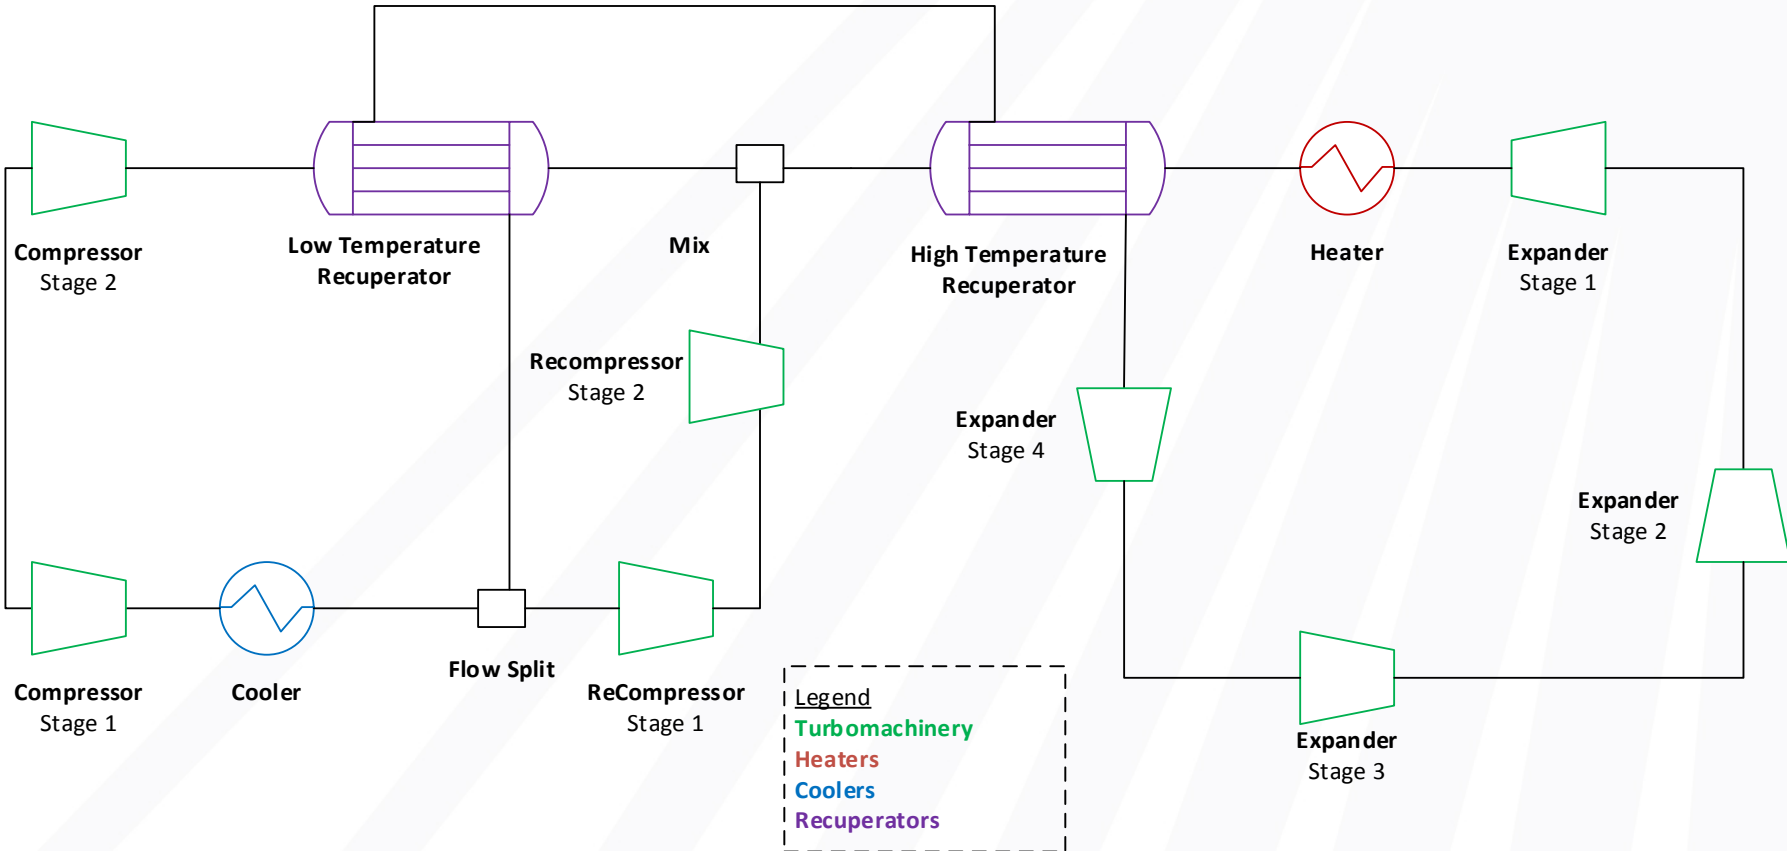 Compressor
Stage 2
Low Temperature
Recuperator
Mix
High Temperature
Recuperator
Heater
Expander
Stage 1
Recompressor
Stage 2
Expander
Stage 4
Expander
Stage 2
Compressor
Stage 1
Cooler
Flow Split
ReCompressor
Stage 1
Expander
Stage 3
Legend
Turbomachinery
Heaters
Coolers
Recuperators